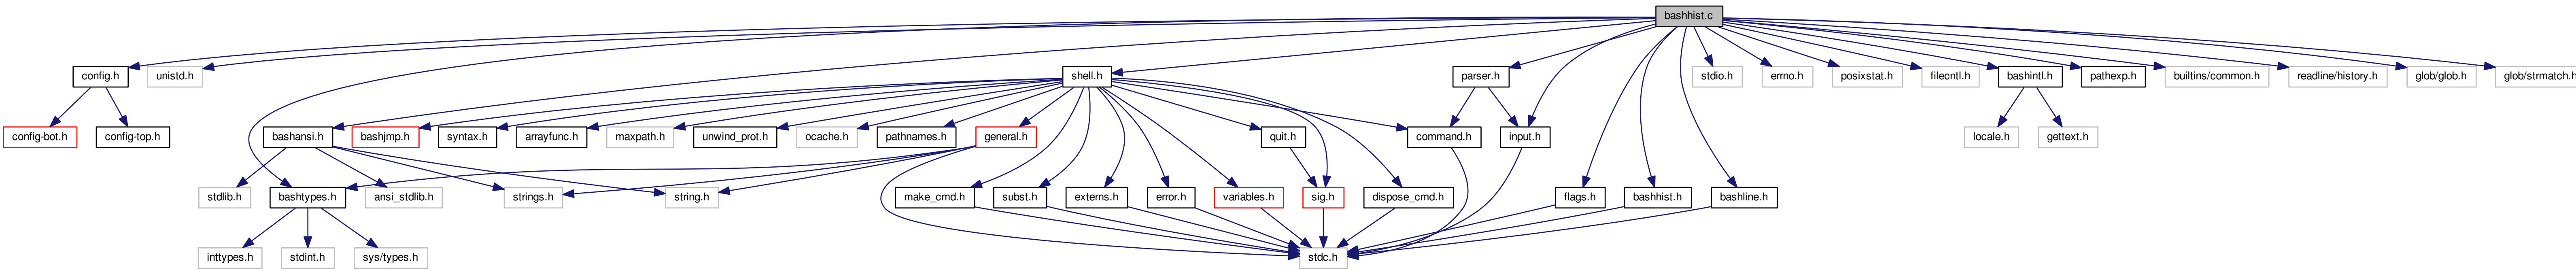 bashhist.c
config.h
unistd.h
shell.h
parser.h
stdio.h
errno.h
posixstat.h
filecntl.h
bashintl.h
pathexp.h
builtins/common.h
readline/history.h
glob/glob.h
glob/strmatch.h
config-bot.h
config-top.h
bashansi.h
bashjmp.h
syntax.h
arrayfunc.h
maxpath.h
unwind_prot.h
ocache.h
pathnames.h
general.h
quit.h
command.h
input.h
locale.h
gettext.h
stdlib.h
bashtypes.h
ansi_stdlib.h
strings.h
string.h
make_cmd.h
subst.h
externs.h
error.h
variables.h
sig.h
dispose_cmd.h
flags.h
bashhist.h
bashline.h
inttypes.h
stdint.h
sys/types.h
stdc.h